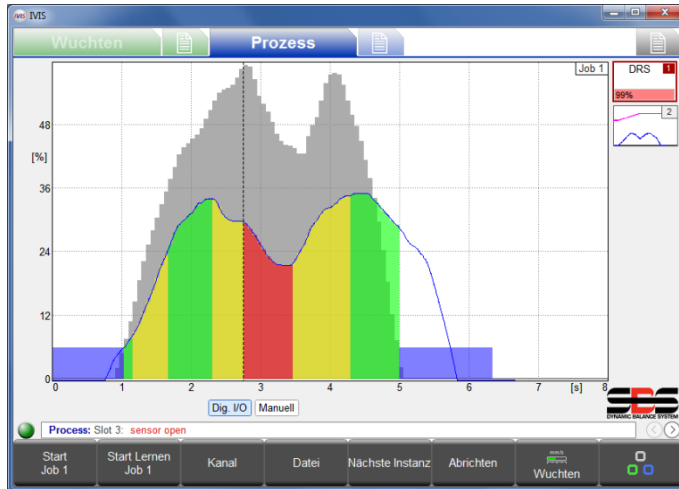 IVIS
Wuchten
Prozess
Job 1
DRS
1
99%
2
48
[%]
36
24
12
0
0 1 2 3 4 5 6 7 [s] 8
Dig. I/O Manuell
SBS
DYNAMIC BALANCE SYSTEM
Process: Slot 3: sensor open
Start
Job 1
Start Lernen
Job 1
Kanal
Datei
Nächste Instanz
Abrichten
Wuchten